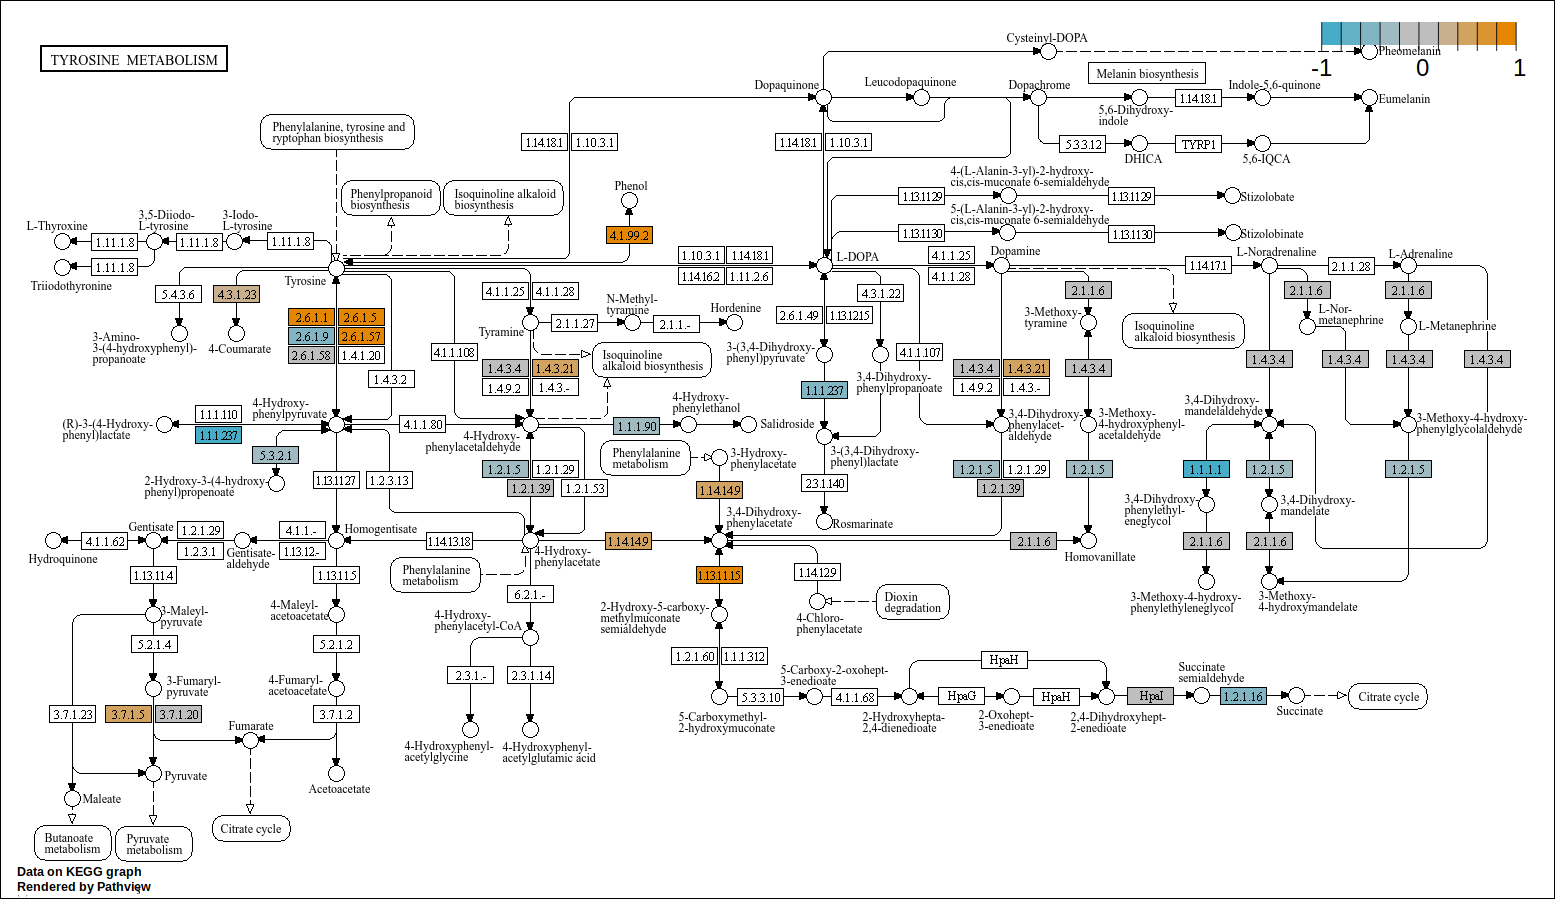 TYROSINE METABOLISM
-1
0
1
Cysteinyl-DOPA
Pheomelanin
Melanin biosynthesis
Dopaquinone
Leucodopaquinone
Dopachrome
5,6-Dihydroxy-
indole
1.14.18.1
Indole-5,6-quinone
Eumelanin
5.3.3.12
DHICA
TYRP1
5,6-IQCA
Phenylalanine, tyrosine and
ryptophan biosynthesis
1.14.18.1
1.10.3.1
1.14.18.1
1.10.3.1
Phenylpropanoid
biosynthesis
Isoquinoline alkaloid
biosynthesis
Phenol
4.1.99.2
4-(L-Alanin-3-yl)-2-hydroxy-
cis,cis-muconate 6-semialdehyde
1.13.11.29
1.13.11.29
Stizolobate
5-(L-Alanin-3-yl)-2-hydroxy-
cis,cis-muconate 6-semialdehyde
1.13.11.30
1.13.11.30
Stizolobinate
L-Thyroxine
3,5-Diiodo-
L-tyrosine
3-Iodo-
L-tyrosine
1.11.1.8
1.11.1.8
1.11.1.8
1.11.1.8
Triiodothyronine
Tyrosine
1.10.3.1
1.14.18.1
1.14.16.2
1.11.2.6
L-DOPA
4.1.1.25
4.1.1.28
Dopamine
1.14.17.1
L-Noradrenaline
2.1.1.28
L-Adrenaline
5.4.3.6
4.3.1.23
3-Amino-
3-(4-hydroxyphenyl)-
propanoate
4-Coumarate
2.6.1.1
2.6.1.5
2.6.1.9
2.6.1.57
2.6.1.58
1.4.1.20
1.4.3.2
4.1.1.25
4.1.1.28
Tyramine
2.1.1.27
N-Methyl-
tyramine
2.1.1.-
Hordenine
4.1.1.108
1.4.3.4
1.4.3.21
1.4.9.2
1.4.3.-
Isoquinoline
alkaloid biosynthesis
2.6.1.49
1.13.12.15
4.3.1.22
3-(3,4-Dihydroxy-
phenyl)pyruvate
3,4-Dihydroxy-
phenylpropanoate
4.1.1.107
1.1.1.237
1.4.3.4
1.4.3.21
1.4.9.2
1.4.3.-
2.1.1.6
3-Methoxy-
tyramine
1.4.3.4
Isoquinoline
alkaloid biosynthesis
2.1.1.6
L-Nor-
metanephrine
2.1.1.6
L-Metanephrine
1.4.3.4
1.4.3.4
1.4.3.4
1.4.3.4
(R)-3-(4-Hydroxy-
phenyl)lactate
1.1.1.110
1.1.1.237
4-Hydroxy-
phenylpyruvate
4.1.1.80
4-Hydroxy-
phenylacetaldehyde
1.1.1.90
4-Hydroxy-
phenylethanol
Salidroside
3-(3,4-Dihydroxy-
phenyl)lactate
3,4-Dihydroxy-
phenylacet-
aldehyde
3-Methoxy-
4-hydroxyphenyl-
acetaldehyde
3,4-Dihydroxy-
mandelaldehyde
3-Methoxy-4-hydroxy-
phenylglycolaldehyde
5.3.2.1
2-Hydroxy-3-(4-hydroxy-
phenyl)propenoate
1.13.11.27
1.2.3.13
1.2.1.5
1.2.1.29
1.2.1.39
1.2.1.53
Phenylalanine
metabolism
3-Hydroxy-
phenylacetate
1.14.14.9
2.3.1.140
Rosmarinate
1.2.1.5
1.2.1.29
1.2.1.39
1.2.1.5
1.1.1.1
1.2.1.5
1.2.1.5
3,4-Dihydroxy-
phenylethyl-
eneglycol
3,4-Dihydroxy-
mandelate
Hydroquinone
4.1.1.62
Gentisate
1.2.1.29
1.2.3.1
Gentisate-
aldehyde
4.1.1.-
1.13.12.-
Homogentisate
1.14.13.18
4-Hydroxy-
phenylacetate
1.14.14.9
3,4-Dihydroxy-
phenylacetate
2.1.1.6
Homovanillate
2.1.1.6
2.1.1.6
1.13.11.4
1.13.11.5
Phenylalanine
metabolism
1.13.11.15
1.14.12.9
3-Methoxy-4-hydroxy-
phenylethyleneglycol
3-Methoxy-
4-hydroxymandelate
3-Maleyl-
pyruvate
4-Maleyl-
acetoacetate
6.2.1.-
4-Hydroxy-
phenylacetyl-CoA
2-Hydroxy-5-carboxy-
methylmuconate
semialdehyde
4-Chloro-
phenylacetate
Dioxin
degradation
5.2.1.4
5.2.1.2
2.3.1.-
2.3.1.14
1.2.1.60
1.1.1.312
3-Fumaryl-
pyruvate
4-Fumaryl-
acetoacetate
5-Carboxymethyl-
2-hydroxymuconate
5.3.3.10
5-Carboxy-2-oxohept-
3-enedioate
4.1.1.68
2-Hydroxyhepta-
2,4-dienedioate
HpaH
HpaG
2-Oxohept-
3-enedioate
HpaH
2,4-Dihydroxyhept-
2-enedioate
HpaI
Succinate
semialdehyde
1.2.1.16
Succinate
Citrate cycle
3.7.1.23
3.7.1.5
3.7.1.20
3.7.1.2
Fumarate
4-Hydroxyphenyl-
acetylglycine
4-Hydroxyphenyl-
acetylglutamic acid
Pyruvate
Acetoacetate
Maleate
Butanoate
metabolism
Pyruvate
metabolism
Citrate cycle
Data on KEGG graph
Rendered by Pathview